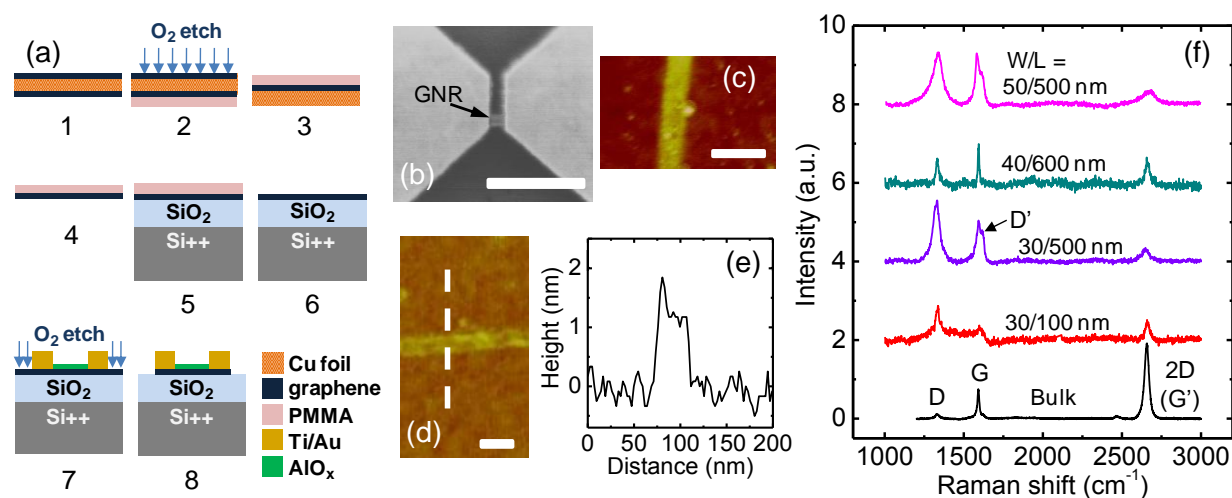 (a)
O2 etch
1
2
3
4
SiO2
Si++
5
SiO2
Si++
6
O2 etch
SiO2
Si++
7
SiO2
Si++
8
Cu foil
graphene
PMMA
Ti/Au
AlOx
GNR
(b)
(c)
(d)
(e)
Height (nm)
2
1
0
0 50 100 150 200
Distance (nm)
(f)
Intensity (a.u.)
10
8
6
4
2
0
W/L =
50/500 nm
40/600 nm
D'
30/500 nm
30/100 nm
D
G
Bulk
2D
(G')
1000 1500 2000 2500 3000
Raman shift (cm-1)